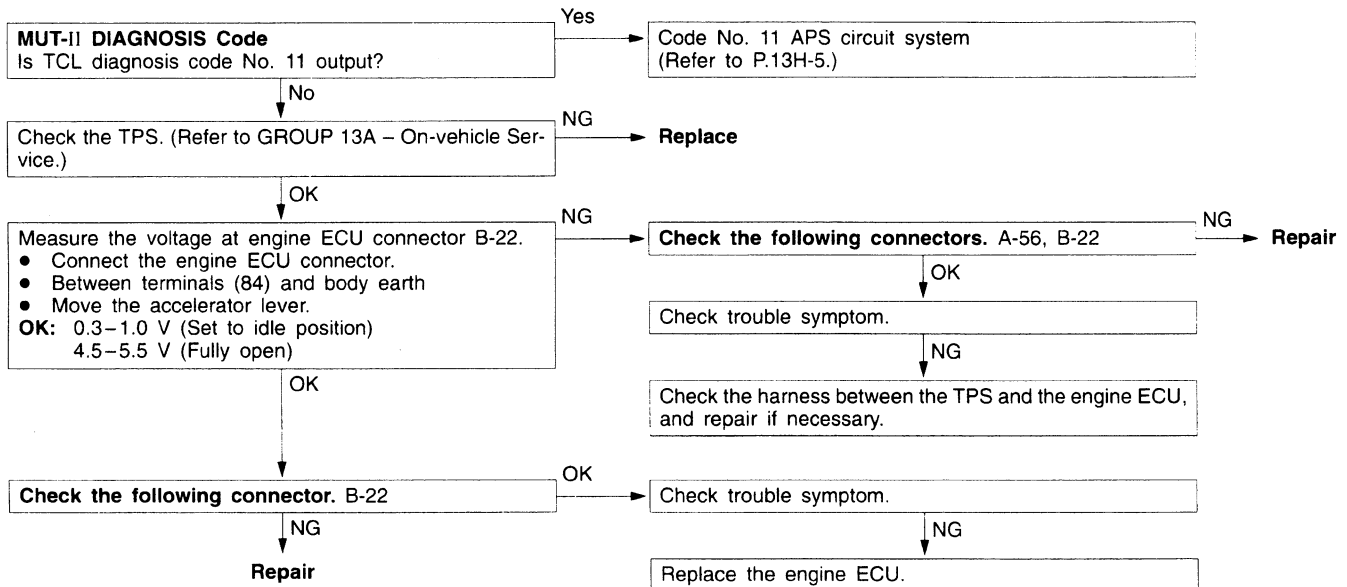 MUT-II DIAGNOSIS Code
Is TCL diagnosis code No. 11 output?
Yes
Code No. 11 APS circuit system
(Refer to P.13H-5.)
No
Check the TPS. (Refer to GROUP 13A – On-vehicle Ser-
vice.)
NG
Replace
OK
Measure the voltage at engine ECU connector B-22.
● Connect the engine ECU connector.
● Between terminals (84) and body earth
● Move the accelerator lever.
OK: 0.3–1.0 V (Set to idle position)
4.5–5.5 V (Fully open)
NG
Check the following connectors. A-56, B-22
NG
Repair
OK
Check trouble symptom.
NG
Check the harness between the TPS and the engine ECU,
and repair if necessary.
OK
Check the following connector. B-22
OK
Check trouble symptom.
NG
Repair
NG
Replace the engine ECU.